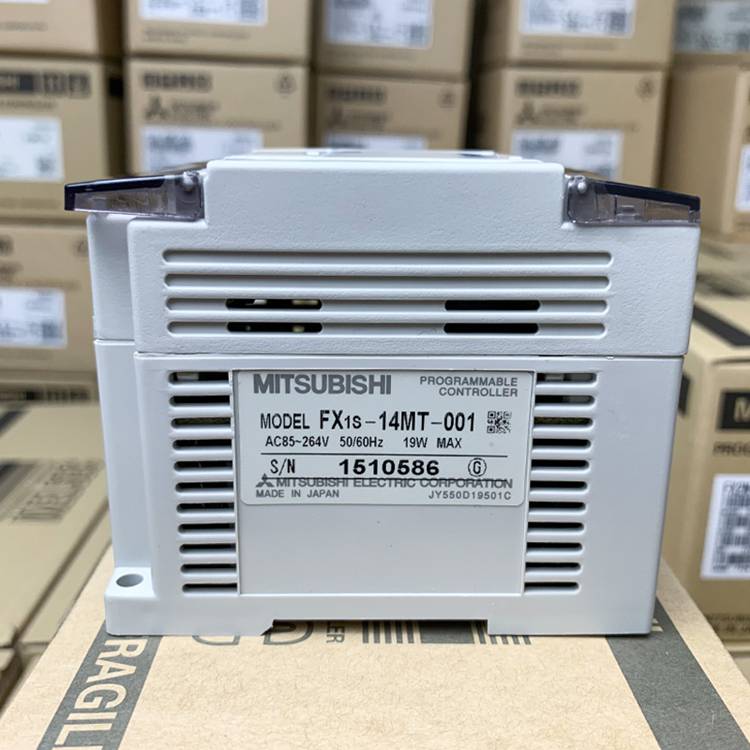 MITSUBISHI
PROGRAMMABLE
CONTROLLER
MODEL FX1S-14MT-001
AC85~264V 50/60Hz 19W MAX
S/N 1510586 G
MITSUBISHI ELECTRIC CORPORATION
MADE IN JAPAN JY550D19501C
FRAGILE